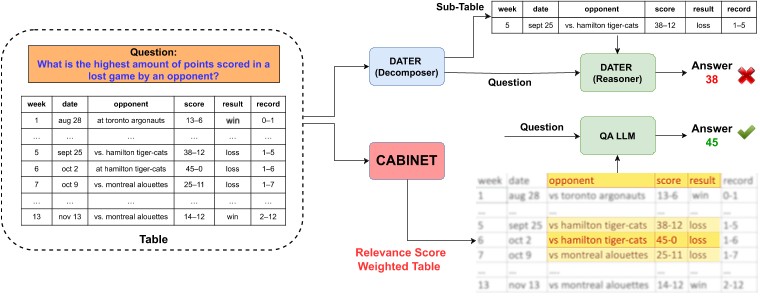 Sub-Table
week date opponent score result record
5 sept 25 vs. hamilton tiger-cats 38–12 loss 1–5
Question:
What is the highest amount of points scored in a
lost game by an opponent?
week date opponent score result record
1 aug 28 at toronto argonauts 13–6 win 0–1
... ... ... ... ...
5 sept 25 vs. hamilton tiger-cats 38–12 loss 1–5
6 oct 2 at hamilton tiger-cats 45–0 loss 1–6
7 oct 9 vs. montreal alouettes 25–11 loss 1–7
... ... ... ... ...
13 nov 13 vs. montreal alouettes 14–12 win 2–12
Table
DATER
(Decomposer)
Question
DATER
(Reasoner)
Answer
38
CABINET
Question
QA LLM
Answer
45
Relevance Score
Weighted Table
week date opponent score result record
1 aug 28 vs toronto argonauts 13-6 win 0-1
... ... ... ... ...
5 sept 25 vs hamilton tiger-cats 38-12 loss 1-5
6 oct 2 vs hamilton tiger-cats 45-0 loss 1-6
7 oct 9 vs montreal alouettes 25-11 loss 1-7
.... ... .... ... ...
13 nov 13 vs montreal alouettes 14-12 win 2-12